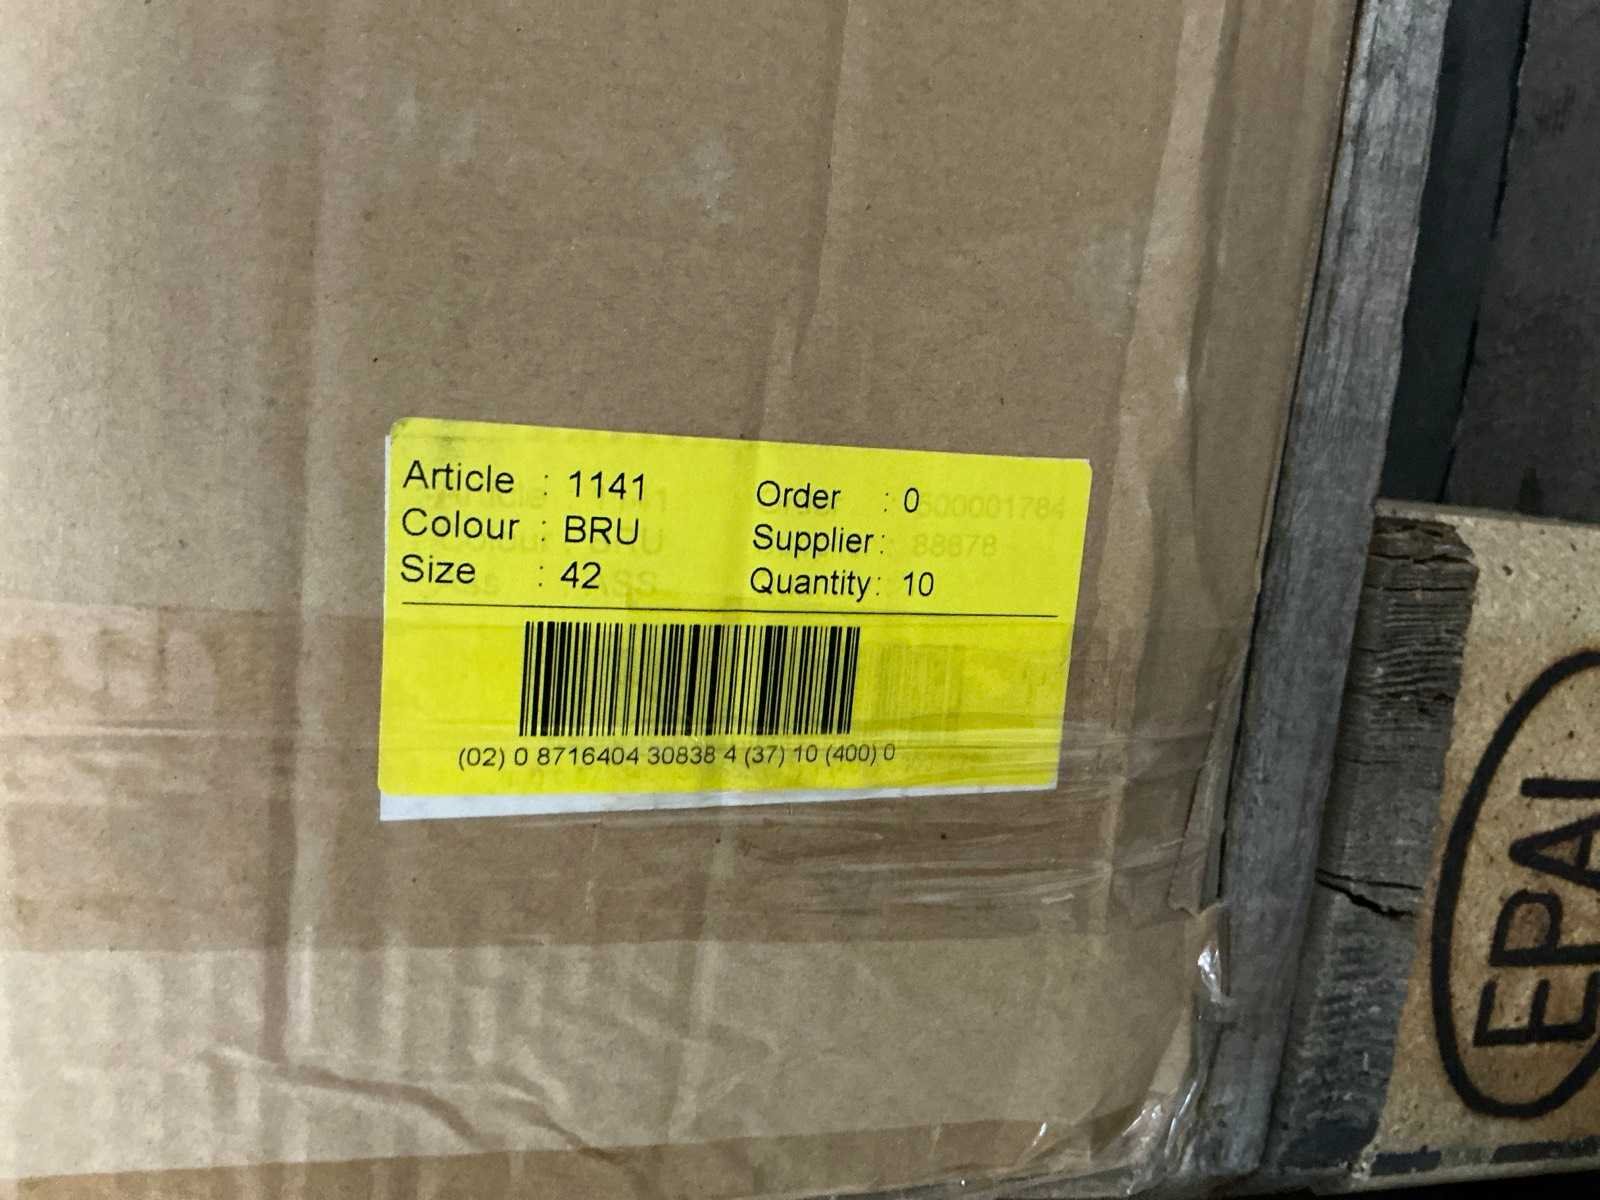 Article : 1141
Colour : BRU
Size : 42
Order : 0
Supplier :
Quantity : 10
(02) 0 8716404 30838 4 (37) 10 (400) 0
EPAL